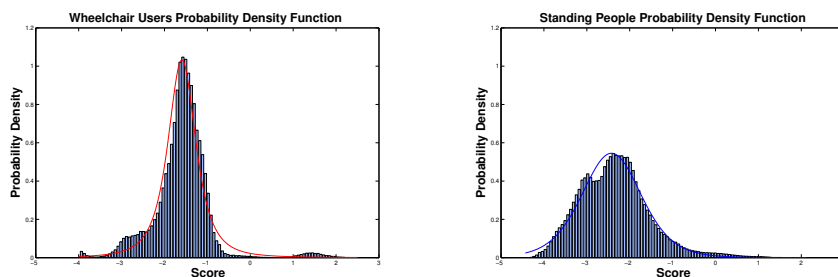 Wheelchair Users Probability Density Function
1.2
1
0.8
0.6
0.4
0.2
0
Probability Density
-5 -4 -3 -2 -1 0 1 2 3
Score
Standing People Probability Density Function
1.2
1
0.8
0.6
0.4
0.2
0
Probability Density
-5 -4 -3 -2 -1 0 1 2
Score